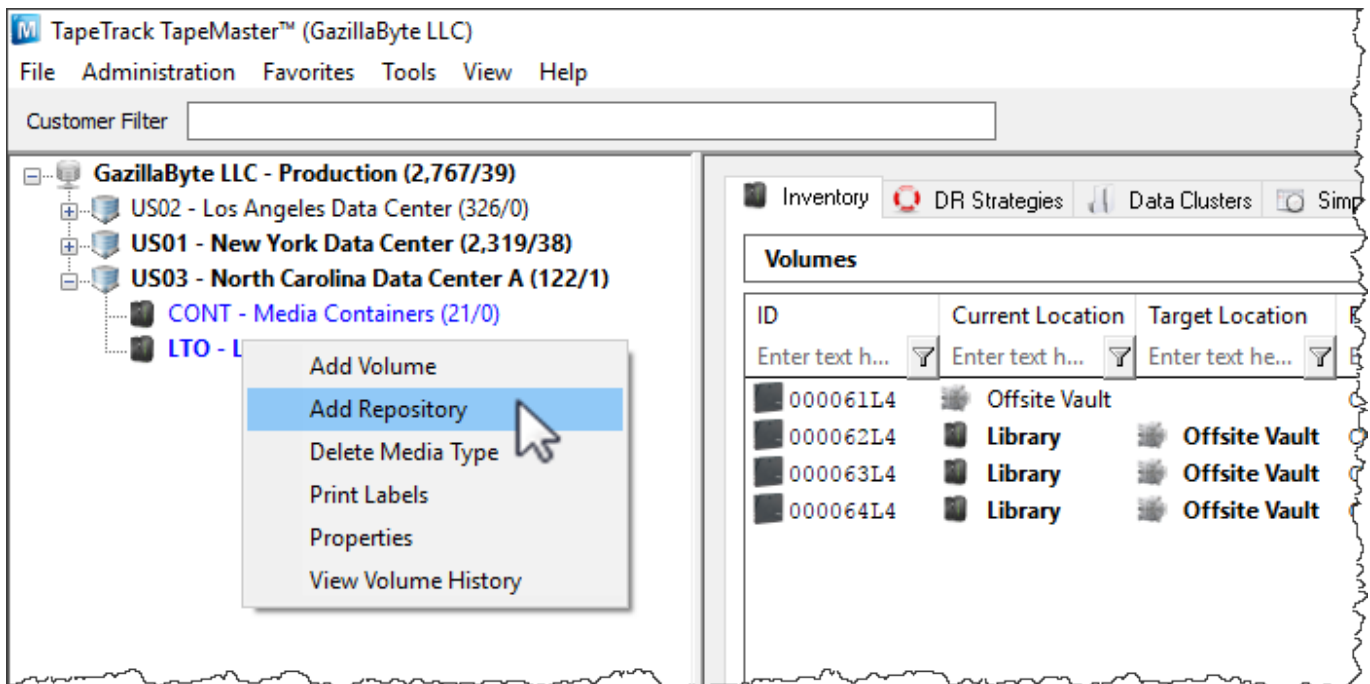 TapeTrack TapeMaster™ (GazillaByte LLC)
File Administration Favorites Tools View Help
Customer Filter
GazillaByte LLC - Production (2,767/39)
US02 - Los Angeles Data Center (326/0)
US01 - New York Data Center (2,319/38)
US03 - North Carolina Data Center A (122/1)
CONT - Media Containers (21/0)
LTO - L
Add Volume
Add Repository
Delete Media Type
Print Labels
Properties
View Volume History
Inventory DR Strategies Data Clusters Simp
Volumes
ID Current Location Target Location
Enter text h... Enter text h... Enter text he...
000061L4 Offsite Vault
000062L4 Library Offsite Vault
000063L4 Library Offsite Vault
000064L4 Library Offsite Vault